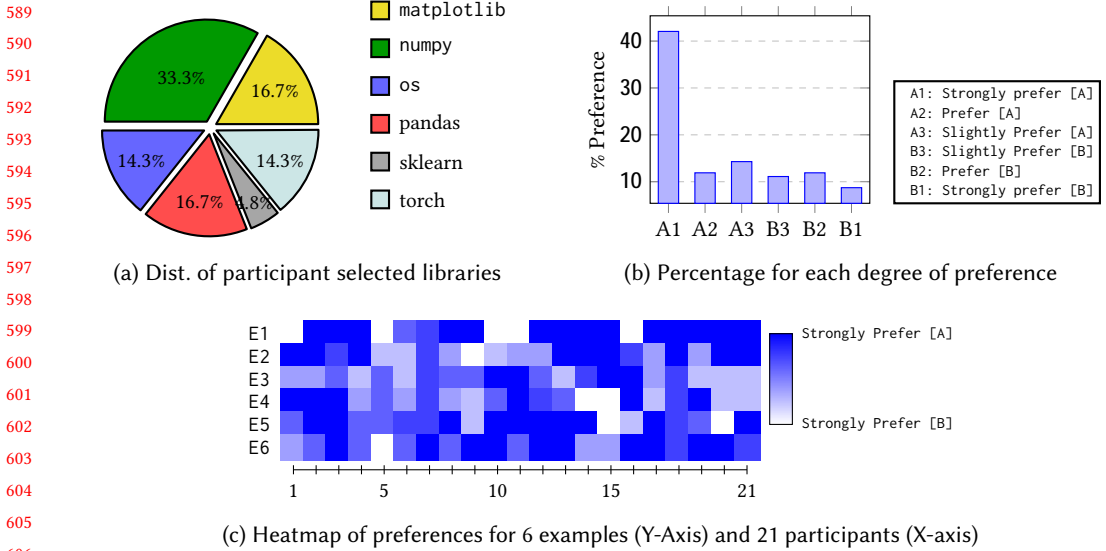 589
590
591
592
593
594
595
596
597
598
599
600
601
602
603
604
605
33.3%
16.7%
14.3%
16.7%
4.8%
14.3%
matplotlib
numpy
os
pandas
sklearn
torch
(a) Dist. of participant selected libraries
% Preference
40
30
20
10
A1 A2 A3 B3 B2 B1
A1: Strongly prefer [A]
A2: Prefer [A]
A3: Slightly Prefer [A]
B3: Slightly Prefer [B]
B2: Prefer [B]
B1: Strongly prefer [B]
(b) Percentage for each degree of preference
E1
E2
E3
E4
E5
E6
1 5 10 15 21
Strongly Prefer [A]
Strongly Prefer [B]
(c) Heatmap of preferences for 6 examples (Y-Axis) and 21 participants (X-axis)